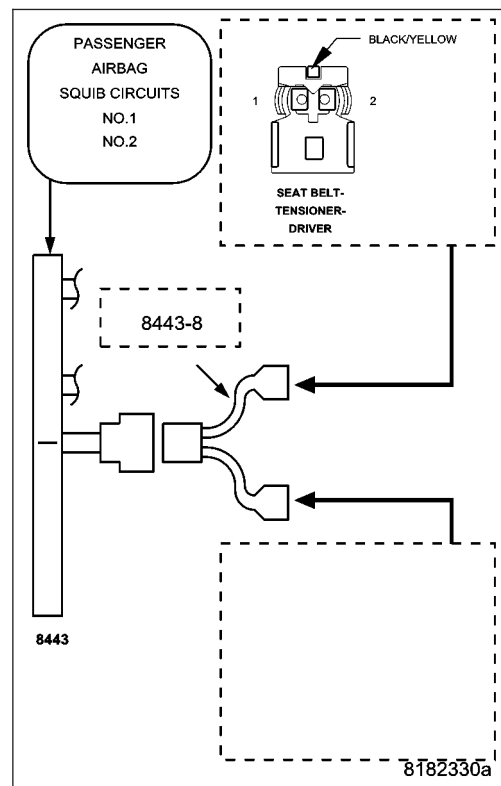 PASSENGER
AIRBAG
SQUIB CIRCUITS
NO.1
NO.2
BLACK/YELLOW
1
2
SEAT BELT-
TENSIONER-
DRIVER
8443-8
8443
8182330a